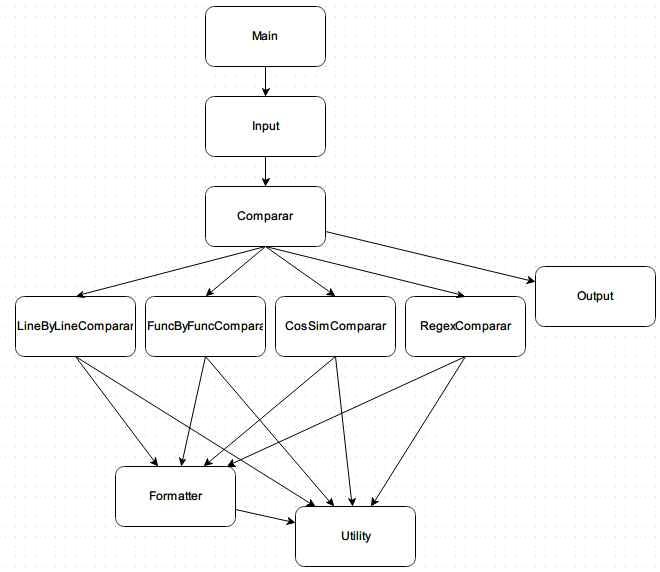 Main
Input
Comparar
Output
LineByLineComparar
FuncByFuncCompara
CosSimComparar
RegexComparar
Formatter
Utility